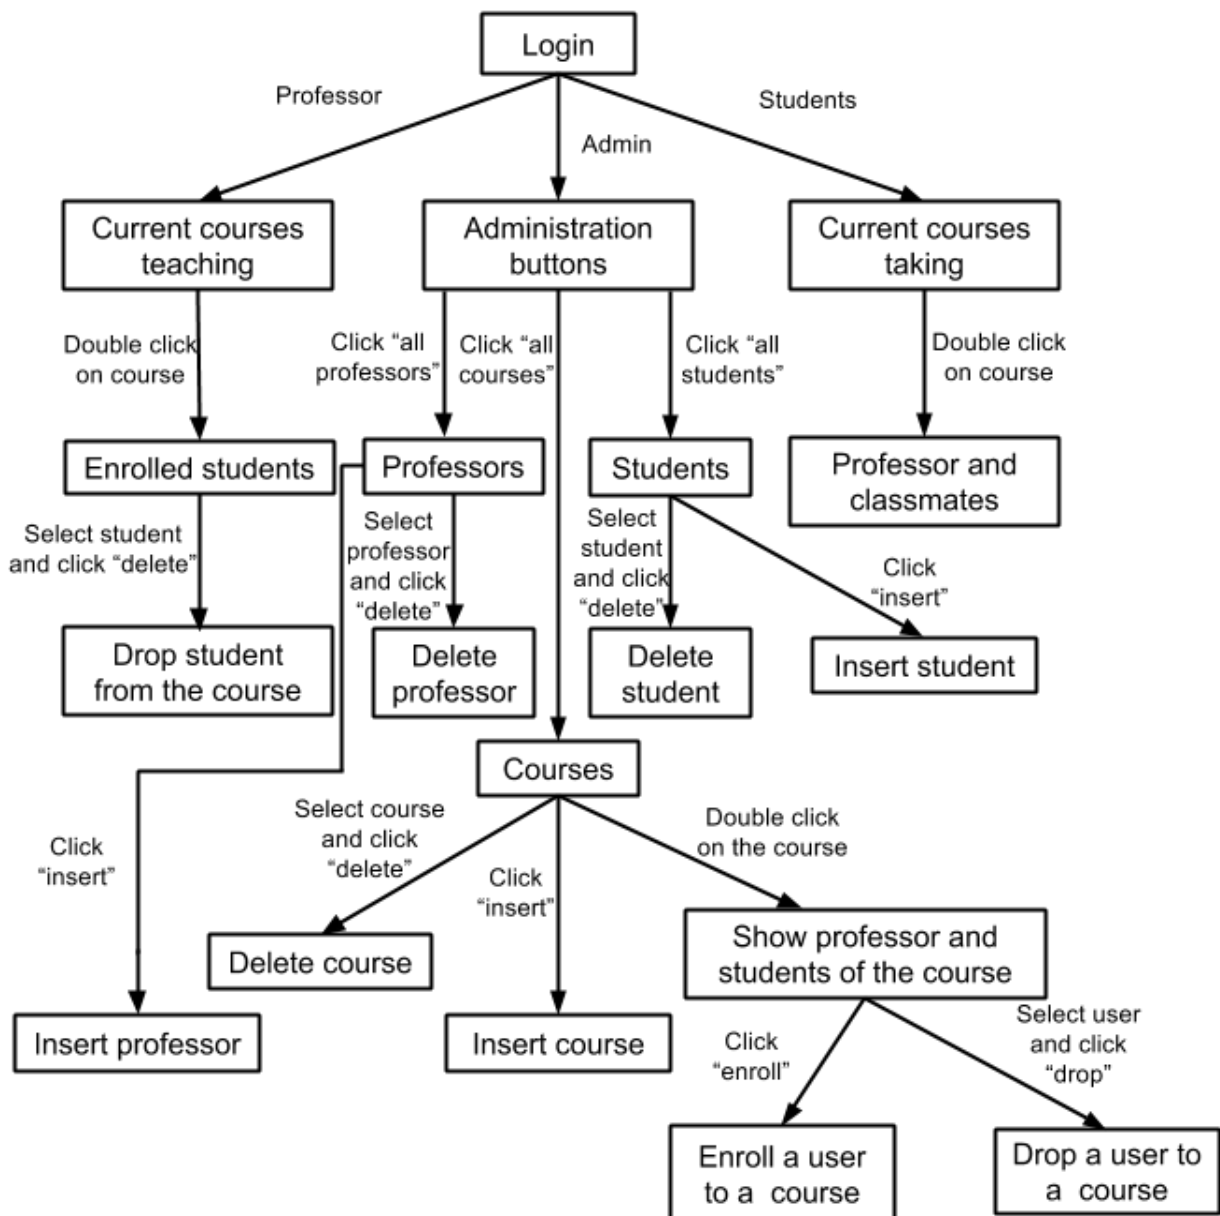 Login
Professor
Students
Admin
Current courses
teaching
Administration
buttons
Current courses
taking
Double click
on course
Click “all
professors”
Click “all
courses”
Click “all
students”
Double click
on course
Enrolled students
Professors
Students
Professor and
classmates
Select student
and click “delete”
Select
professor
and click
“delete”
Select
student
and click
“delete”
Click
“insert”
Drop student
from the course
Delete
professor
Delete
student
Insert student
Courses
Click
“insert”
Select course
and click
“delete”
Click
“insert”
Double click
on the course
Delete course
Show professor and
students of the course
Insert professor
Insert course
Click
“enroll”
Select user
and click
“drop”
Enroll a user
to a course
Drop a user to
a course